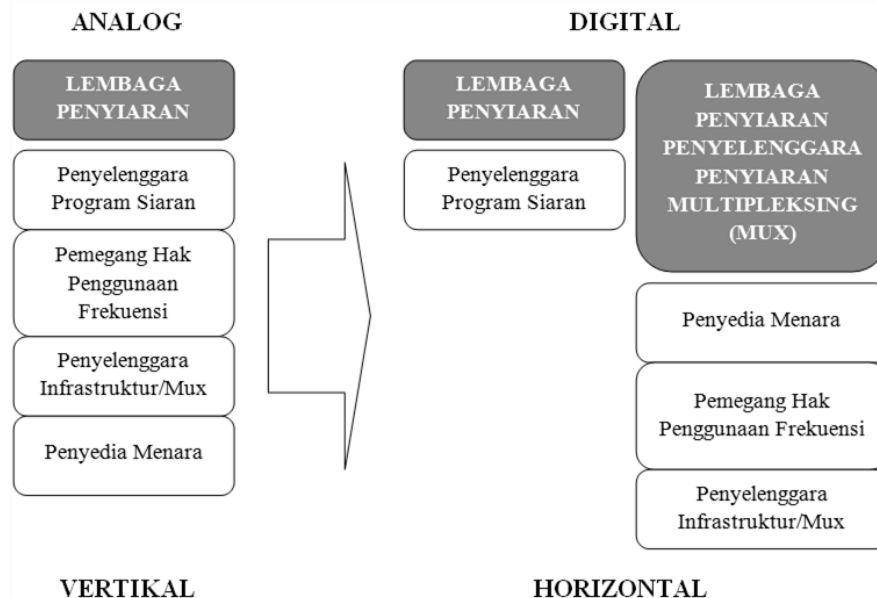 ANALOG
LEMBAGA
PENYIARAN
Penyelenggara
Program Siaran
Pemegang Hak
Penggunaan
Frekuensi
Penyelenggara
Infrastruktur/Mux
Penyedia Menara
VERTIKAL
DIGITAL
LEMBAGA
PENYIARAN
Penyelenggara
Program Siaran
LEMBAGA
PENYIARAN
PENYELENGGARA
PENYIARAN
MULTIPLEKSING
(MUX)
Penyedia Menara
Pemegang Hak
Penggunaan Frekuensi
Penyelenggara
Infrastruktur/Mux
HORIZONTAL